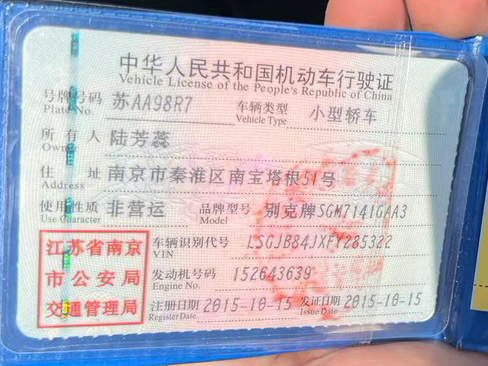 中华人民共和国机动车行驶证
Vehicle License of the People's Republic of China
号牌号码 苏AA98R7 车辆类型 小型轿车
Plate No. Vehicle Type
所有人 陆芳蕊
Owner
住址 南京市秦淮区南宝塔根51号
Address
使用性质 非营运 品牌型号 别克牌SGM7141GAA3
Use Character Model
江苏省南京
市公安局
交通管理局
车辆识别代号 LSGJB84JXFY285322
VIN
发动机号码 152643639
Engine No.
注册日期 2015-10-15 发证日期 2015-10-15
Register Date Issue Date